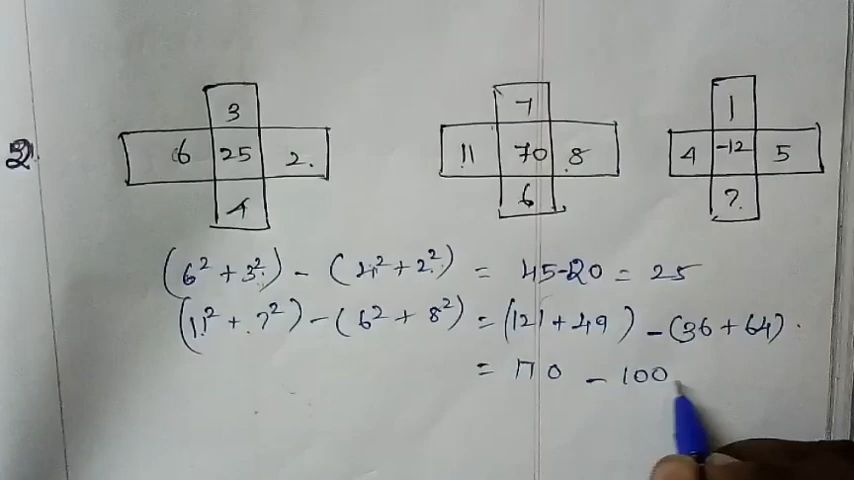 2.
3 7 1
6 25 2. 11 70 8 4 -12 5
4 6 ?
(6² + 3²) - (4² + 2²) = 45-20 = 25
(11² + 7²) - (6² + 8²) = (121 + 49) - (36 + 64).
= 170 - 100